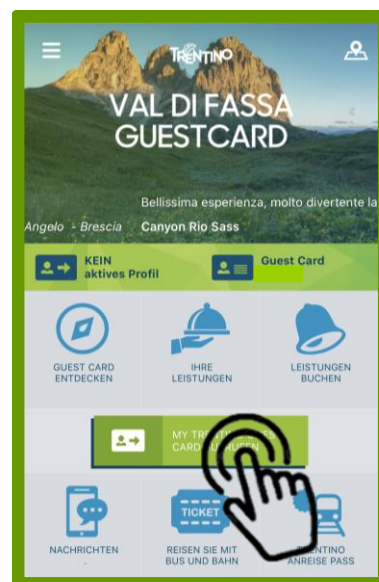 TRENTINO
VAL DI FASSA
GUESTCARD
Bellissima esperienza, molto divertente la
Angelo - Brescia Canyon Rio Sass
KEIN
aktives Profil
Guest Card
GUEST CARD
ENTDECKEN
IHRE
LEISTUNGEN
LEISTUNGEN
BUCHEN
MY
CARD
TICKET
NACHRICHTEN
REISEN SIE MIT
BUS UND BAHN
ANREISE PASS